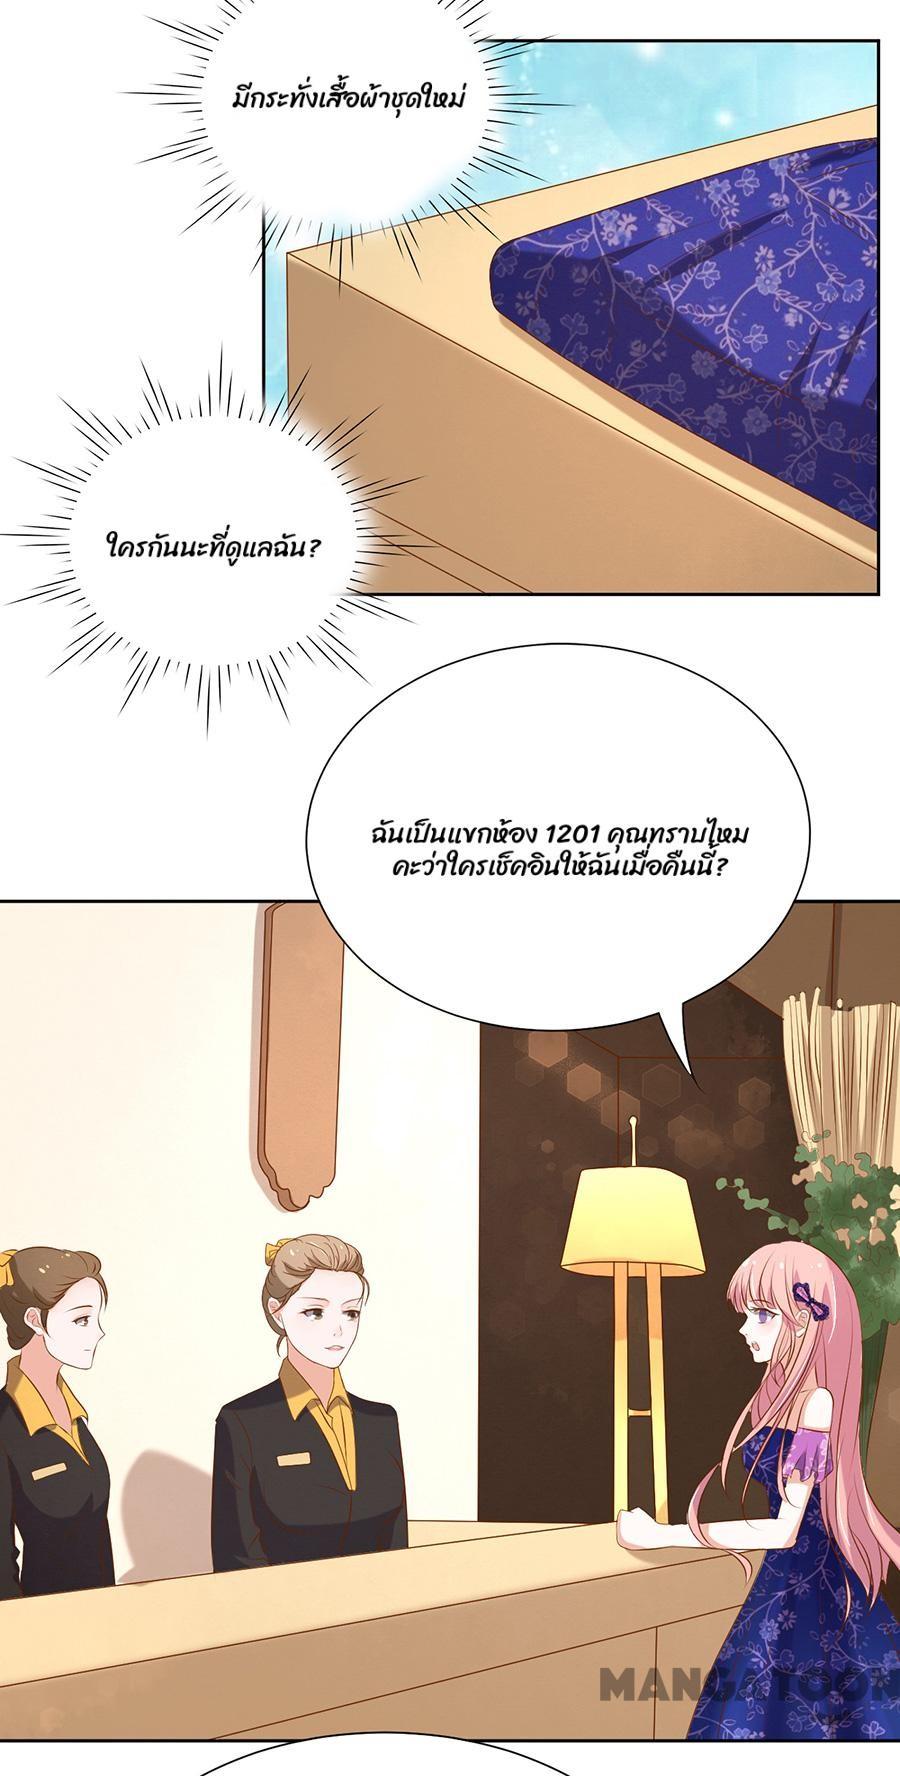 มีกระทั่งเสื้อผ้าชุดใหม่
ใครกันนะที่ดูแลฉัน?
ฉันเป็นแขกห้อง 1201 คุณทราบไหม
คะว่าใครเช็คอินให้ฉันเมื่อคืนนี้?
MANGATOON